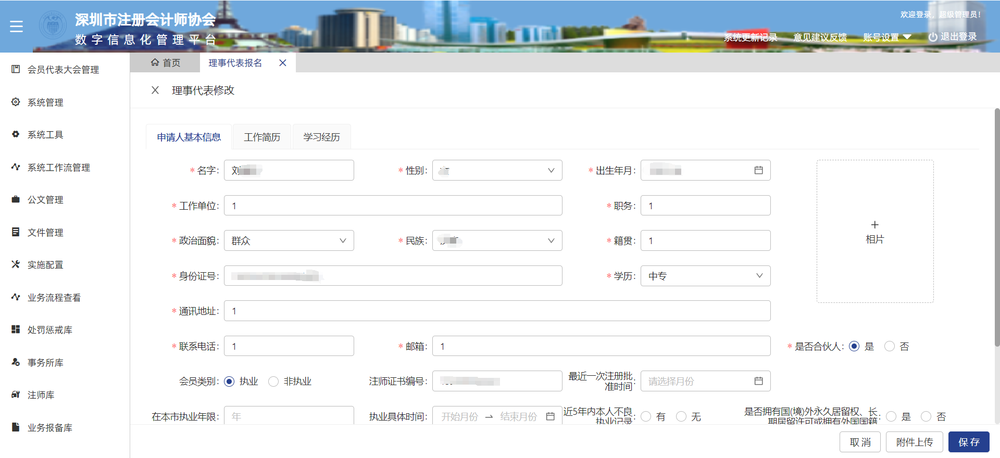 深圳市注册会计师协会
数字信息化管理平台
欢迎登录，超级管理员！
系统更新记录 意见建议反馈 账号设置 退出登录
会员代表大会管理
系统管理
系统工具
系统工作流管理
公文管理
文件管理
实施配置
业务流程查看
处罚惩戒库
事务所库
注师库
业务报备库
首页 理事代表报名
理事代表修改
申请人基本信息 工作简历 学习经历
* 名字: 刘 * 性别: * 出生年月:
* 工作单位: 1 * 职务: 1
* 政治面貌: 群众 * 民族: * 籍贯: 1
* 身份证号: * 学历: 中专
* 通讯地址: 1
* 联系电话: 1 * 邮箱: 1 * 是否合伙人: 是 否
会员类别: 执业 非执业 注师证书编号: 最近一次注册批
准时间: 请选择月份
在本市执业年限: 年 执业具体时间: 开始月份 → 结束月份 近5年内本人不良
执业记录: 有 无 是否拥有国(境)外永久居留权、长
期居留许可或拥有外国国籍: 是 否
+
相片
取消 附件上传 保存